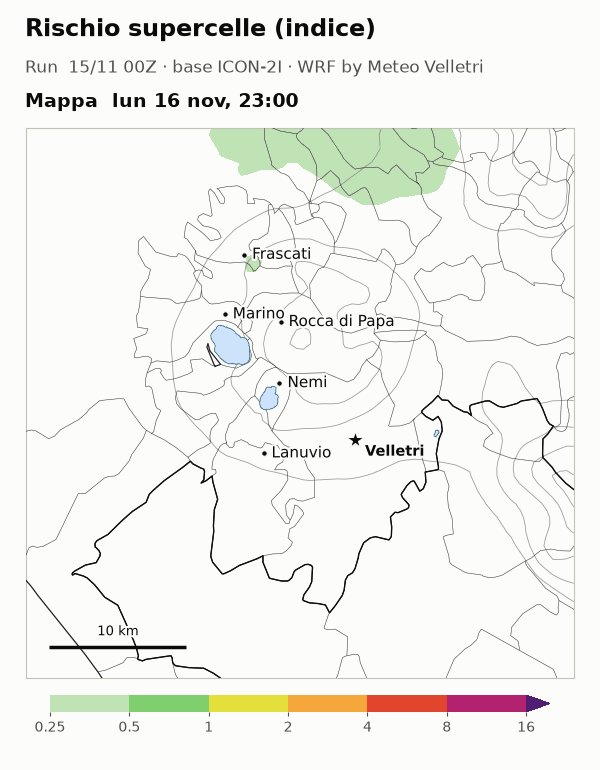 Rischio supercelle (indice)
Run  15/11 00Z · base ICON-2I · WRF by Meteo Velletri
Mappa  lun 16 nov, 23:00
Frascati
Marino
Rocca di Papa
Nemi
Velletri
Lanuvio
10 km
0.25 0.5 1 2 4 8 16